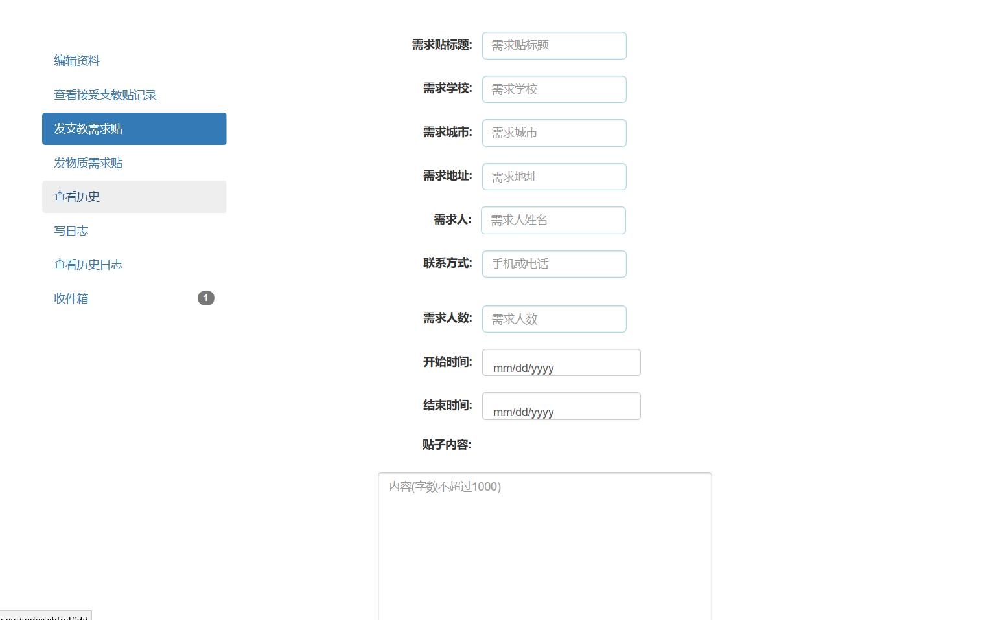 编辑资料
查看接受支教贴记录
发支教需求贴
发物质需求贴
查看历史
写日志
查看历史日志
收件箱 1
需求贴标题: 需求贴标题
需求学校: 需求学校
需求城市: 需求城市
需求地址: 需求地址
需求人: 需求人姓名
联系方式: 手机或电话
需求人数: 需求人数
开始时间: mm/dd/yyyy
结束时间: mm/dd/yyyy
贴子内容:
内容(字数不超过1000)